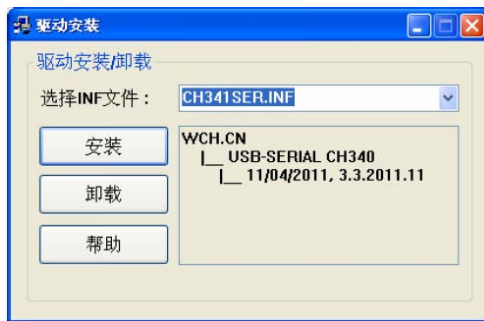 驱动安装
驱动安装/卸载
选择INF文件：
CH341SER.INF
安装
卸载
帮助
WCH.CN
|__ USB-SERIAL CH340
|__ 11/04/2011, 3.3.2011.11